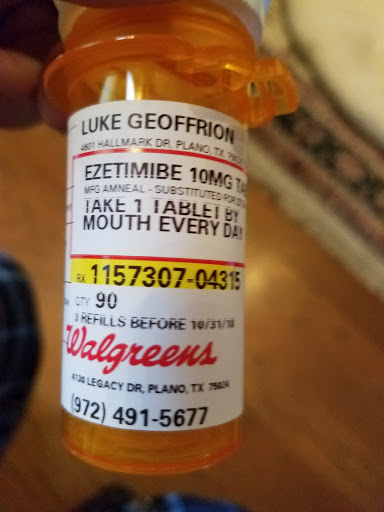 LUKE GEOFFRION
4601 HALLMARK DR, PLANO, TX
EZETIMIBE 10MG TA
MFG AMNEAL - SUBSTITUTED FOR
TAKE 1 TABLET BY
MOUTH EVERY DAY
RX 1157307-04315
QTY 90
3 REFILLS BEFORE 10/31/18
Walgreens
4130 LEGACY DR, PLANO, TX 75024
(972) 491-5677